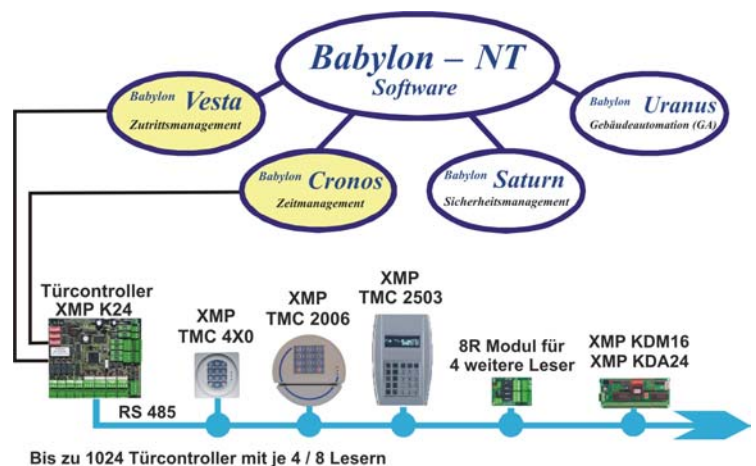 Babylon – NT
Software
Babylon Vesta
Zutrittsmanagement
Babylon Uranus
Gebäudeautomation (GA)
Babylon Cronos
Zeitmanagement
Babylon Saturn
Sicherheitsmanagement
Türcontroller
XMP K24
XMP
TMC 4X0
XMP
TMC 2006
XMP
TMC 2503
8R Modul für
4 weitere Leser
XMP KDM16
XMP KDA24
RS 485
Bis zu 1024 Türcontroller mit je 4 / 8 Lesern